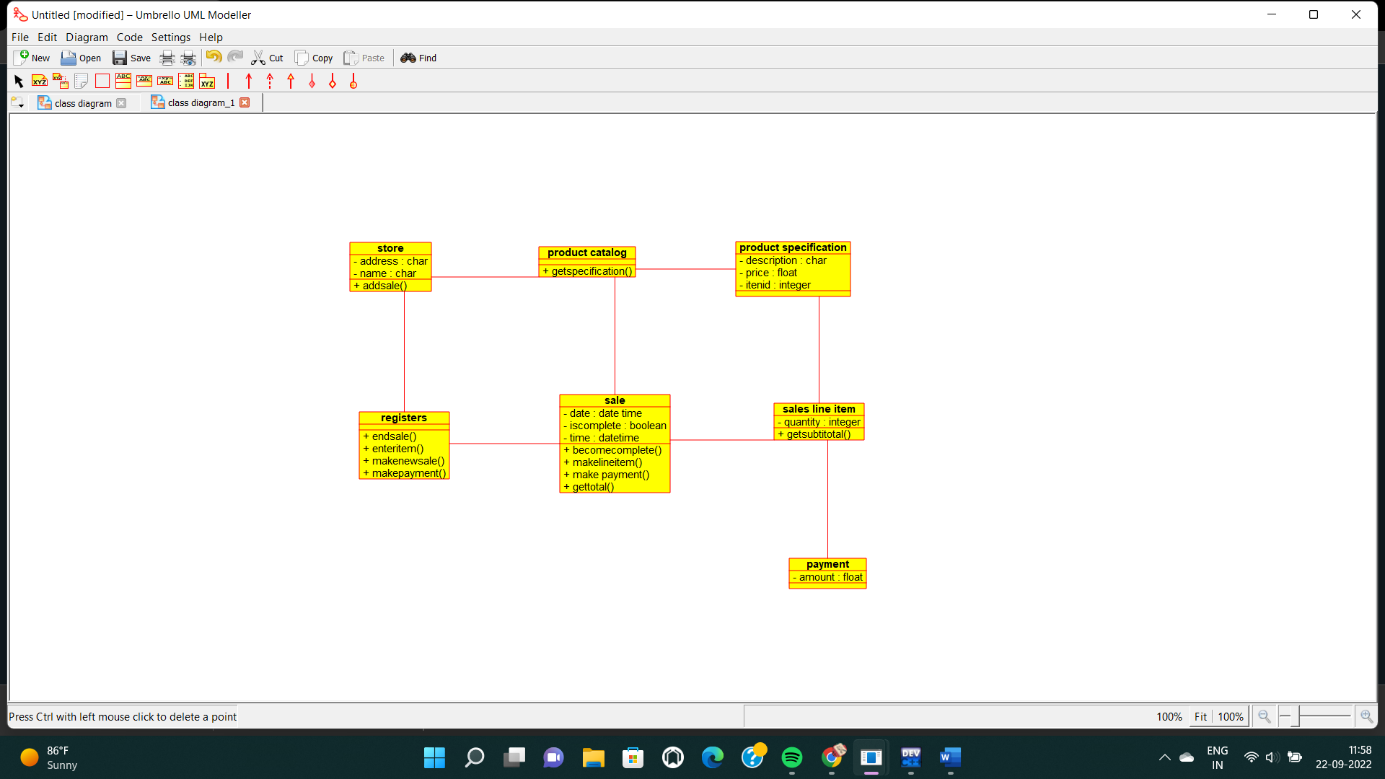 Untitled [modified] – Umbrello UML Modeller
File Edit Diagram Code Settings Help
New Open Save Cut Copy Paste Find
class diagram class diagram_1
store
- address : char
- name : char
+ addsale()
product catalog
+ getspecification()
product specification
- description : char
- price : float
- itenid : integer
registers
+ endsale()
+ enteritem()
+ makenewsale()
+ makepayment()
sale
- date : date time
- iscomplete : boolean
- time : datetime
+ becomecomplete()
+ makelineitem()
+ make payment()
+ gettotal()
sales line item
- quantity : integer
+ getsubtitotal()
payment
- amount : float
Press Ctrl with left mouse click to delete a point
100% Fit 100%
86°F
Sunny
ENG
IN
11:58
22-09-2022